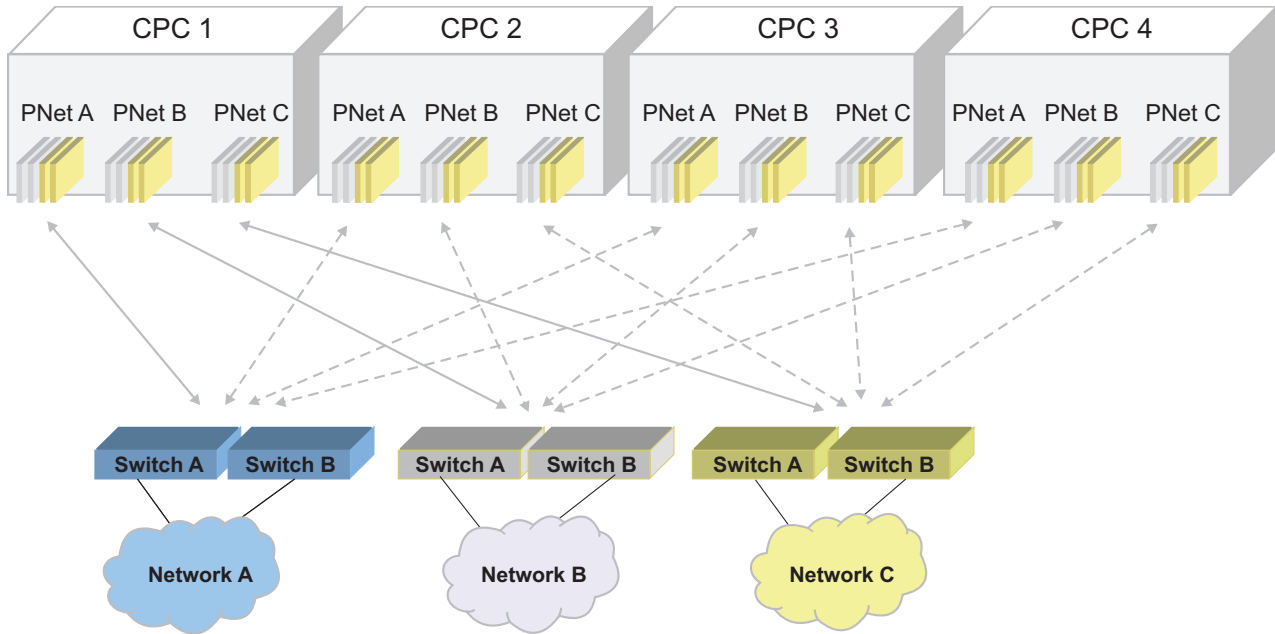 CPC 1
CPC 2
CPC 3
CPC 4
PNet A PNet B PNet C
PNet A PNet B PNet C
PNet A PNet B PNet C
PNet A PNet B PNet C
Switch A Switch B
Switch A Switch B
Switch A Switch B
Network A
Network B
Network C